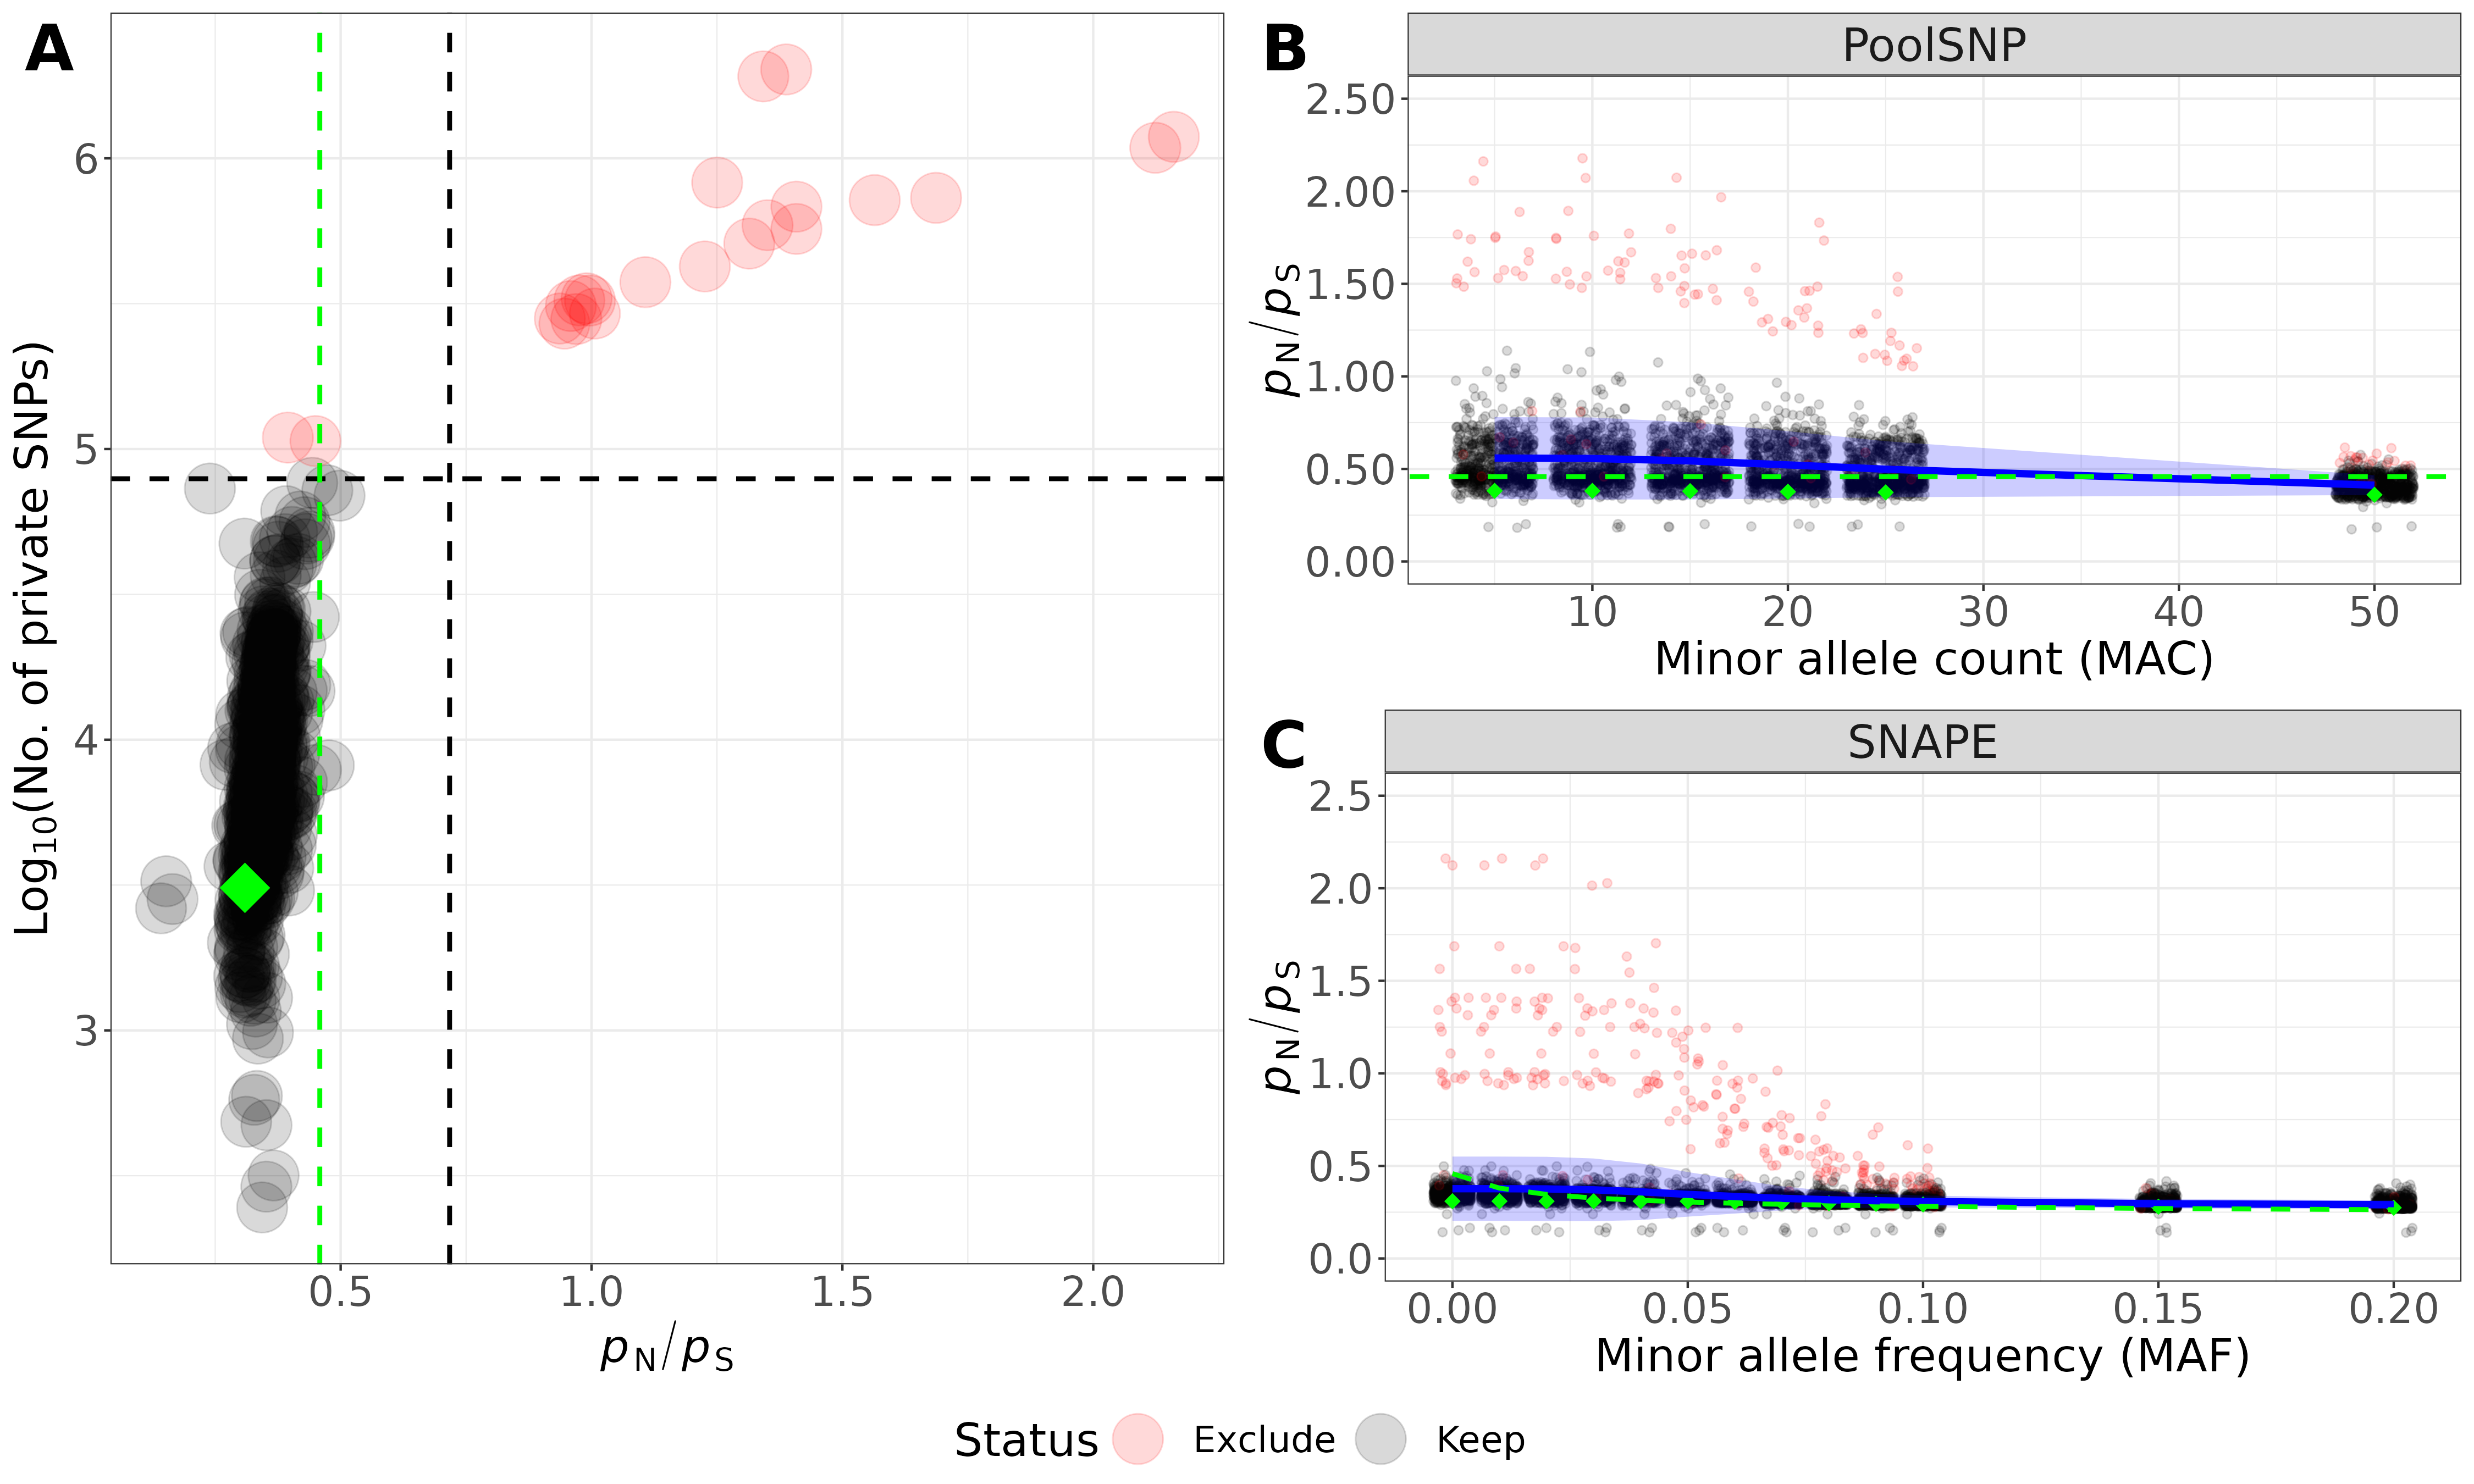 A
Log10(No. of private SNPs)
6
5
4
3
0.5 1.0 1.5 2.0
pN/pS
B
PoolSNP
pN/pS
2.50
2.00
1.50
1.00
0.50
0.00
10 20 30 40 50
Minor allele count (MAC)
C
SNAPE
pN/pS
2.5
2.0
1.5
1.0
0.5
0.0
0.00 0.05 0.10 0.15 0.20
Minor allele frequency (MAF)
Status Exclude Keep